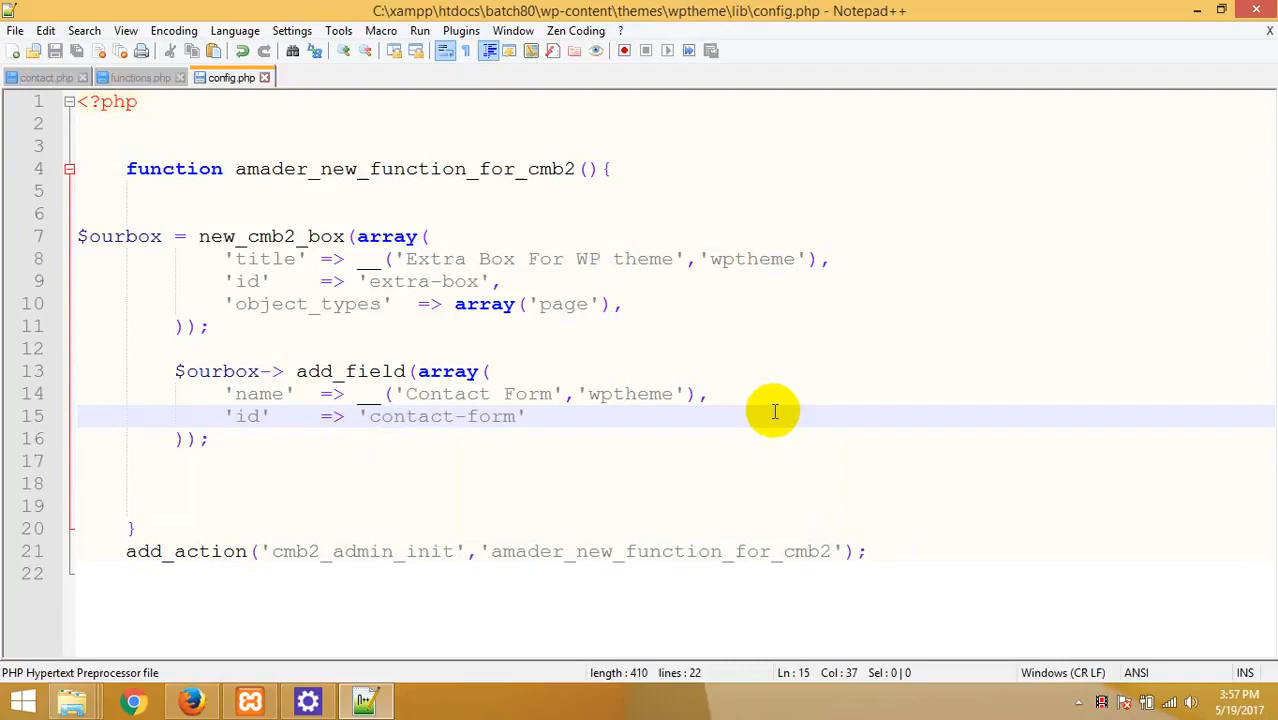 C:\xampp\htdocs\batch80\wp-content\themes\wptheme\lib\config.php - Notepad++
File Edit Search View Encoding Language Settings Tools Macro Run Plugins Window Zen Coding ? X
contact.php functions.php config.php
1 <?php
2
3
4 function amader_new_function_for_cmb2(){
5
6
7 $ourbox = new_cmb2_box(array(
8 'title' => __('Extra Box For WP theme','wptheme'),
9 'id' => 'extra-box',
10 'object_types' => array('page'),
11 ));
12
13 $ourbox-> add_field(array(
14 'name' => __('Contact Form','wptheme'),
15 'id' => 'contact-form'
16 ));
17
18
19
20 }
21 add_action('cmb2_admin_init','amader_new_function_for_cmb2');
22
PHP Hypertext Preprocessor file length : 410 lines : 22 Ln : 15 Col : 37 Sel : 0 | 0 Windows (CR LF) ANSI INS
3:57 PM
5/19/2017